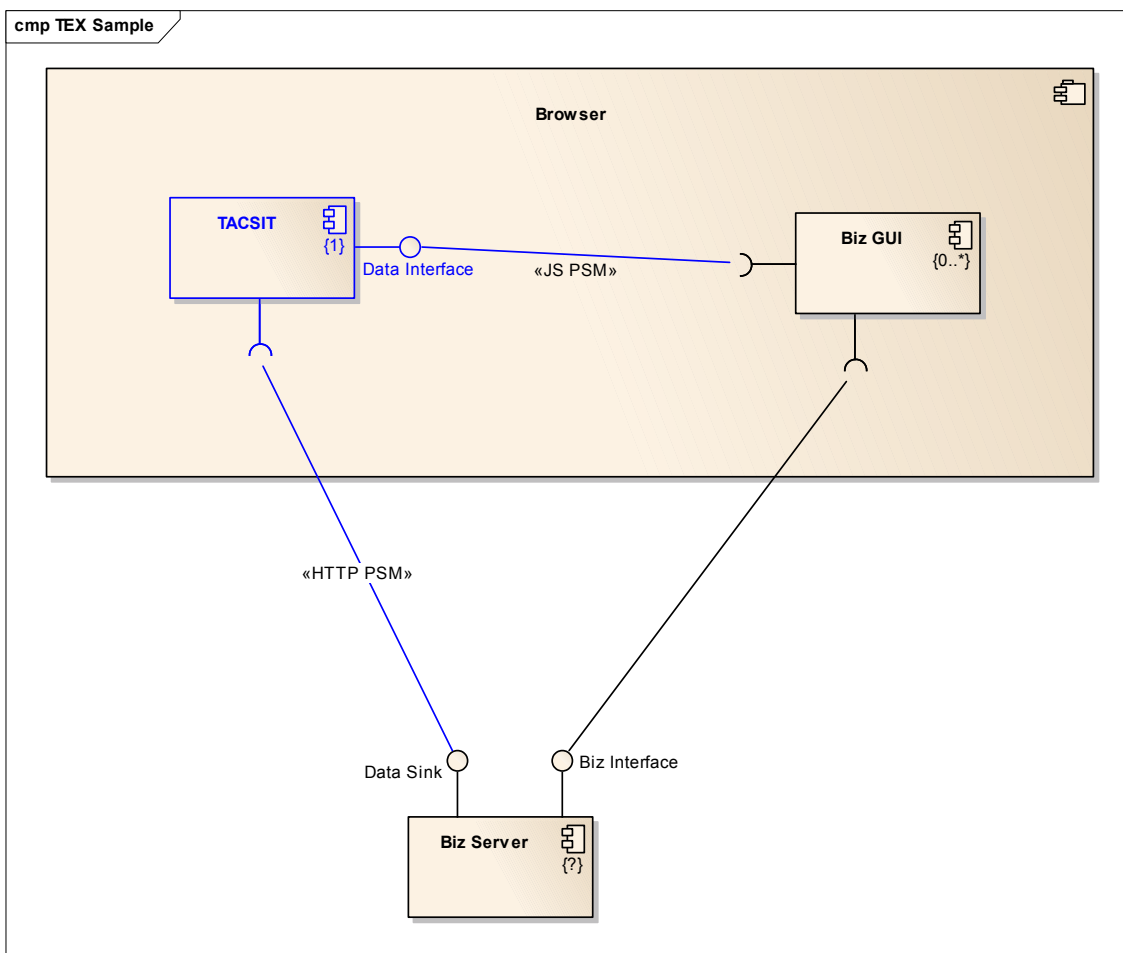 cmp TEX Sample
Browser
TACSIT
{1}
Data Interface
«JS PSM»
Biz GUI
{0..*}
«HTTP PSM»
Data Sink
Biz Interface
Biz Server
{?}